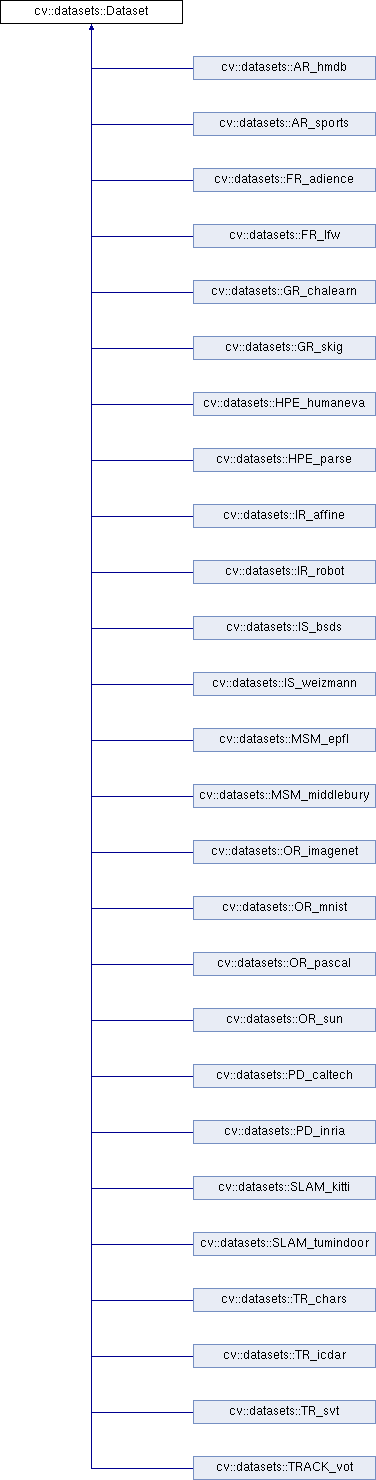 cv::datasets::Dataset
cv::datasets::AR_hmdb
cv::datasets::AR_sports
cv::datasets::FR_adience
cv::datasets::FR_lfw
cv::datasets::GR_chalearn
cv::datasets::GR_skig
cv::datasets::HPE_humaneva
cv::datasets::HPE_parse
cv::datasets::IR_affine
cv::datasets::IR_robot
cv::datasets::IS_bsds
cv::datasets::IS_weizmann
cv::datasets::MSM_epfl
cv::datasets::MSM_middlebury
cv::datasets::OR_imagenet
cv::datasets::OR_mnist
cv::datasets::OR_pascal
cv::datasets::OR_sun
cv::datasets::PD_caltech
cv::datasets::PD_inria
cv::datasets::SLAM_kitti
cv::datasets::SLAM_tumindoor
cv::datasets::TR_chars
cv::datasets::TR_icdar
cv::datasets::TR_svt
cv::datasets::TRACK_vot